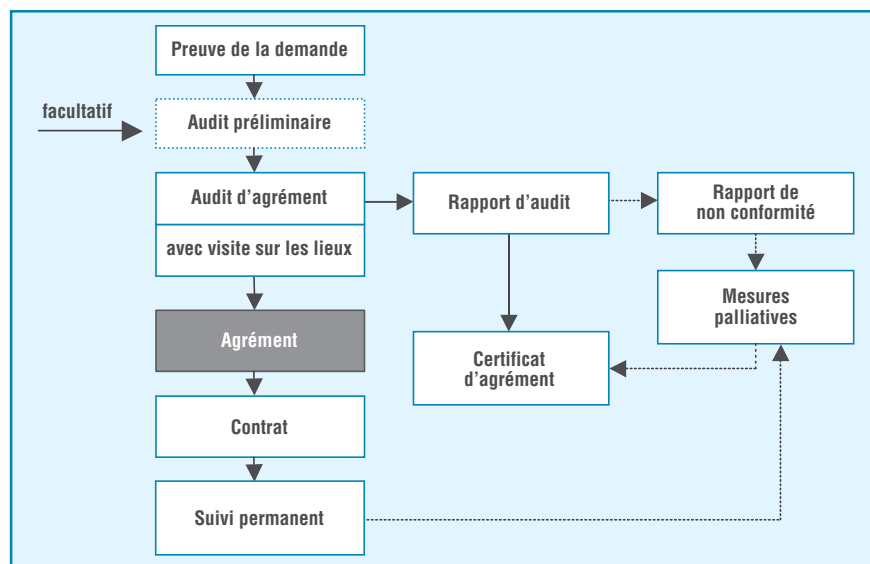 Preuve de la demande
facultatif
Audit préliminaire
Audit d'agrément
avec visite sur les lieux
Agrément
Contrat
Suivi permanent
Rapport d'audit
Certificat
d'agrément
Rapport de
non conformité
Mesures
palliatives